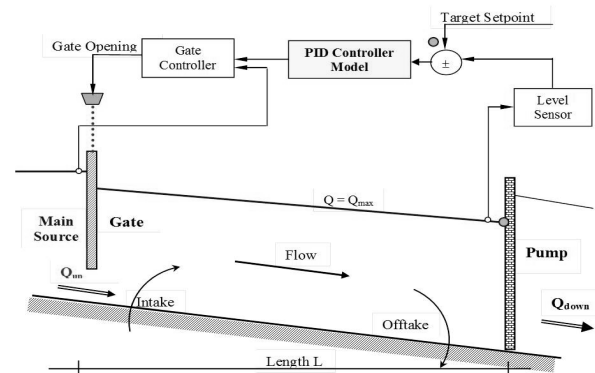 Target Setpoint
Gate Opening
Gate
Controller
PID Controller
Model
±
Level
Sensor
Q = Qmax
Main
Source
Gate
Flow
Pump
Intake
Offtake
Qdown
Length L